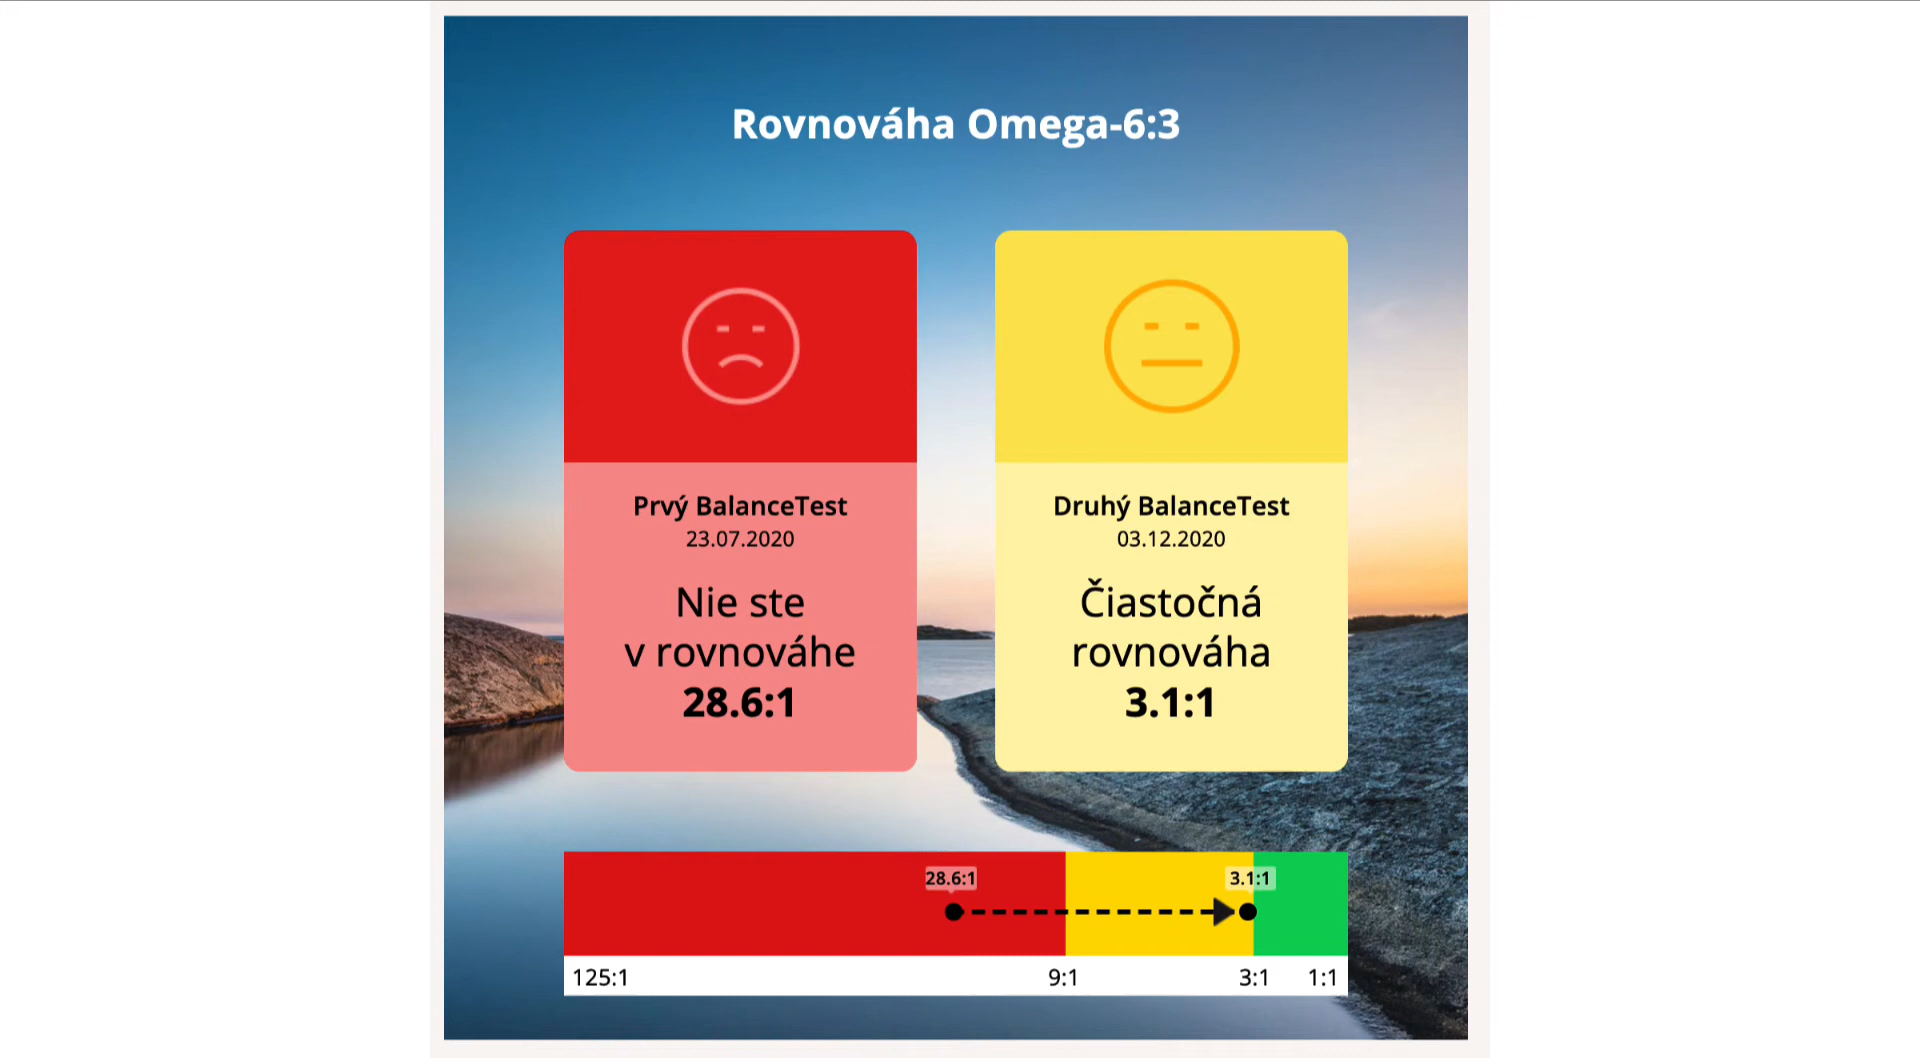 Rovnováha Omega-6:3
Prvý BalanceTest
23.07.2020
Nie ste
v rovnováhe
28.6:1
Druhý BalanceTest
03.12.2020
Čiastočná
rovnováha
3.1:1
28.6:1
3.1:1
125:1
9:1
3:1
1:1